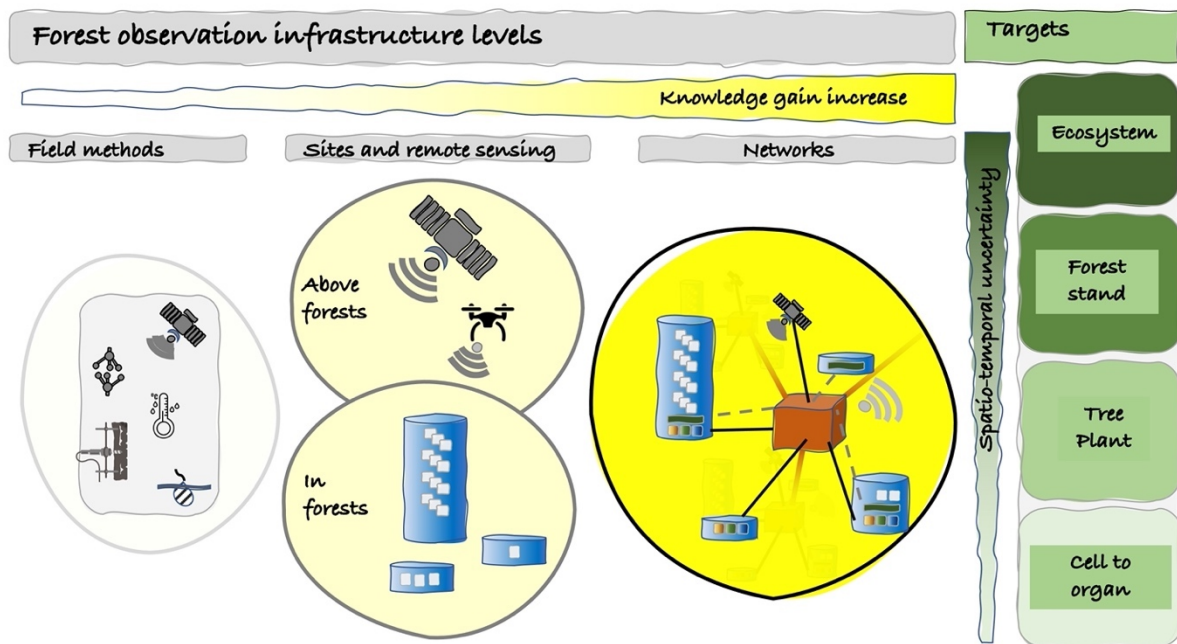 Forest observation infrastructure levels
Targets
Knowledge gain increase
Field methods
Sites and remote sensing
Networks
Above
forests
In
forests
Spatio-temporal uncertainty
Ecosystem
Forest
stand
Tree
Plant
Cell to
organ